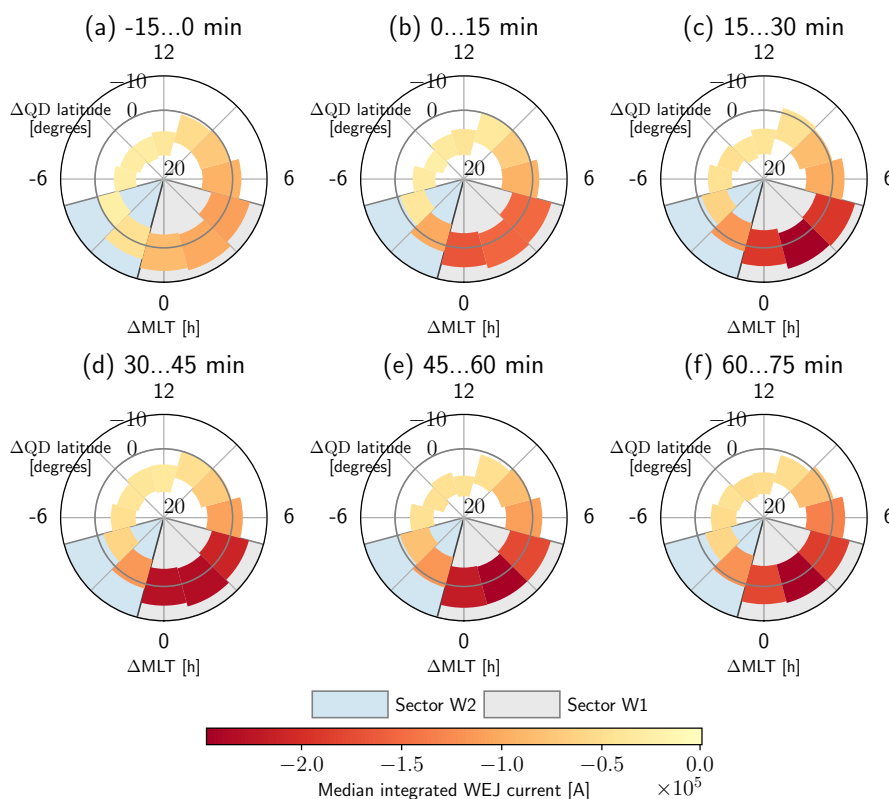 (a) -15...0 min
(b) 0...15 min
(c) 15...30 min
12
12
12
−10
−10
−10
ΔQD latitude
[degrees]
0
ΔQD latitude
[degrees]
0
ΔQD latitude
[degrees]
0
20
20
20
-6
6
-6
6
-6
6
0
0
0
ΔMLT [h]
ΔMLT [h]
ΔMLT [h]
(d) 30...45 min
(e) 45...60 min
(f) 60...75 min
12
12
12
−10
−10
−10
ΔQD latitude
[degrees]
0
ΔQD latitude
[degrees]
0
ΔQD latitude
[degrees]
0
20
20
20
-6
6
-6
6
-6
6
0
0
0
ΔMLT [h]
ΔMLT [h]
ΔMLT [h]
Sector W2
Sector W1
−2.0
−1.5
−1.0
−0.5
0.0
Median integrated WEJ current [A]
×10⁵